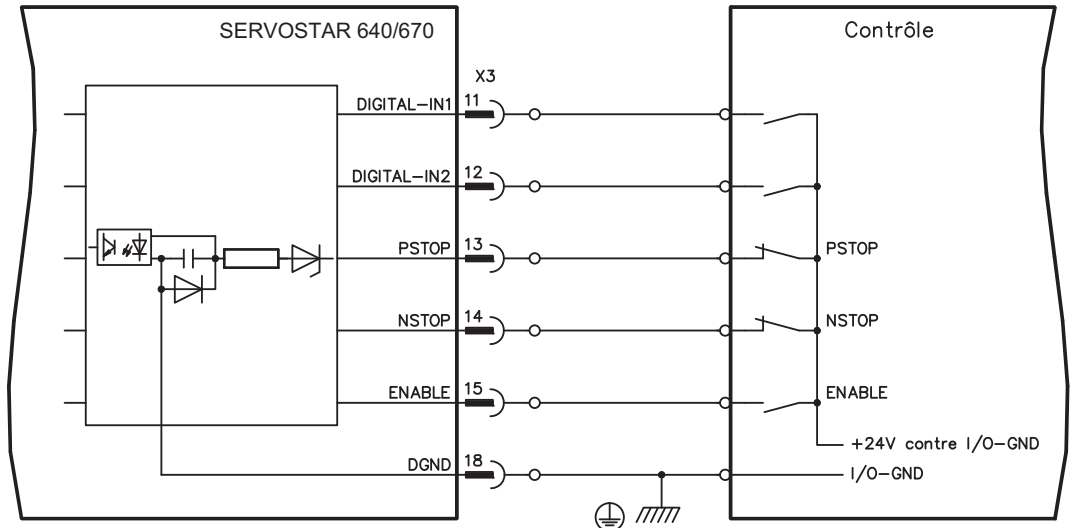 SERVOSTAR 640/670
Contrôle
X3
DIGITAL-IN1 11
DIGITAL-IN2 12
PSTOP 13 PSTOP
NSTOP 14 NSTOP
ENABLE 15 ENABLE
+24V contre I/O-GND
DGND 18 I/O-GND